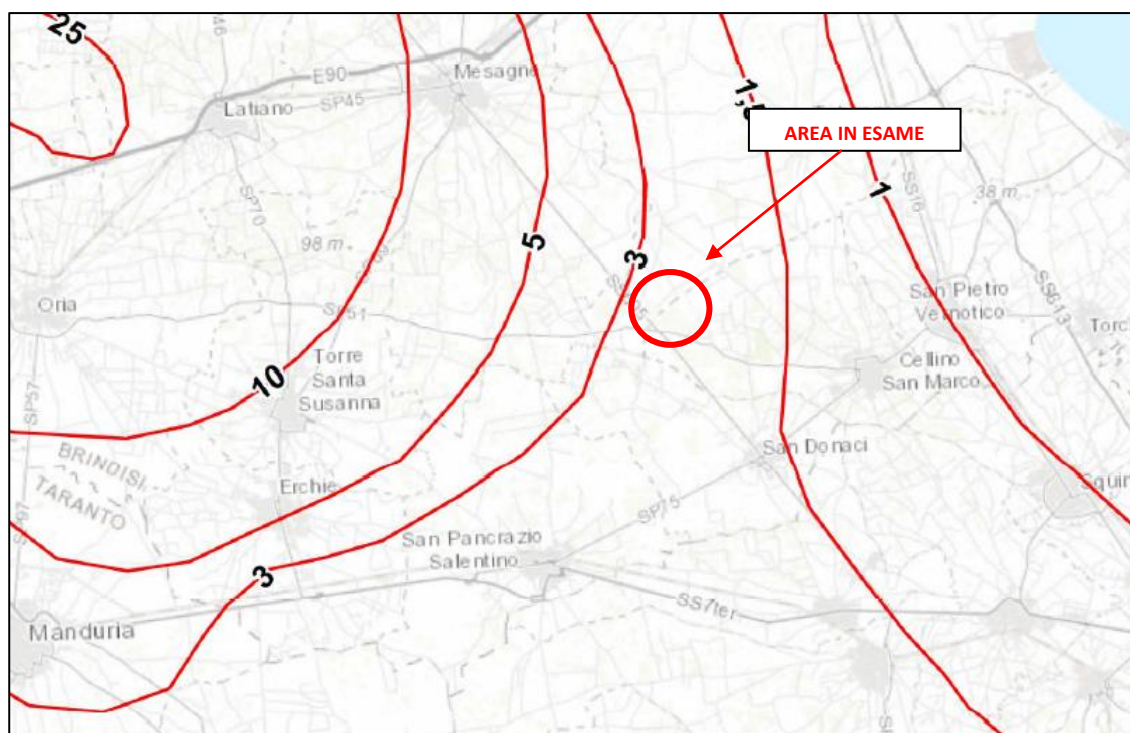 25
E90
Mesagne
SP45
Latiano
1,5
AREA IN ESAME
SP70
1
SS16
38 m.
98 m.
5
3
Oria
SP51
San Pietro
Vernotico
SS613
Torre
Santa
Susanna
10
Cellino
San Marco
SP57
BRINDISI
TARANTO
San Donaci
Erchie
SP75
San Pancrazio
Salentino
3
SS7ter
Manduria